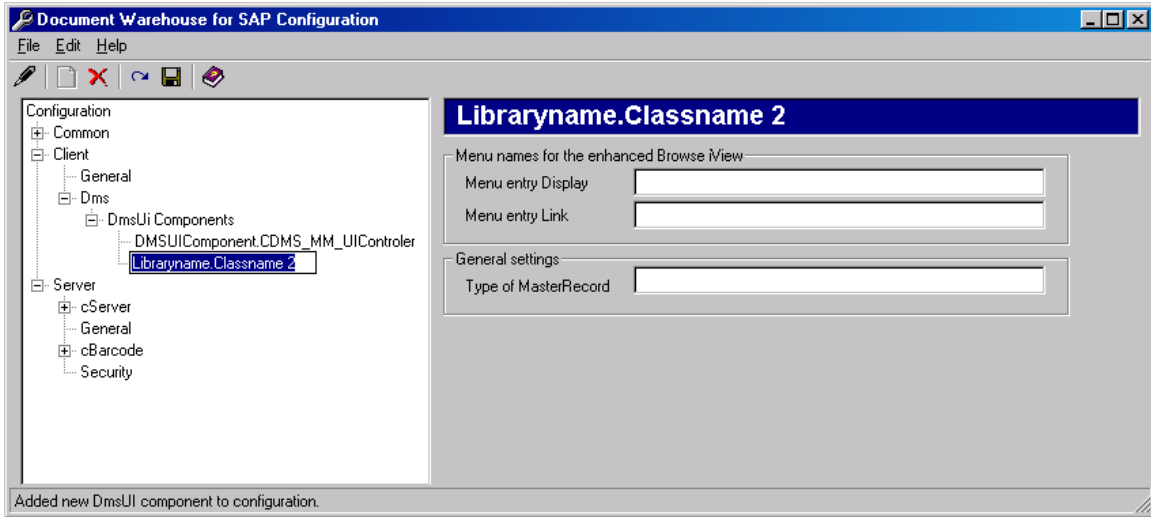 Document Warehouse for SAP Configuration
File Edit Help
Configuration
Common
Client
General
Dms
DmsUi Components
DMSUIComponent.CDMS_MM_UIControler
Libraryname.Classname 2
Server
cServer
General
cBarcode
Security
Libraryname.Classname 2
Menu names for the enhanced Browse iView
Menu entry Display
Menu entry Link
General settings
Type of MasterRecord
Added new DmsUI component to configuration.